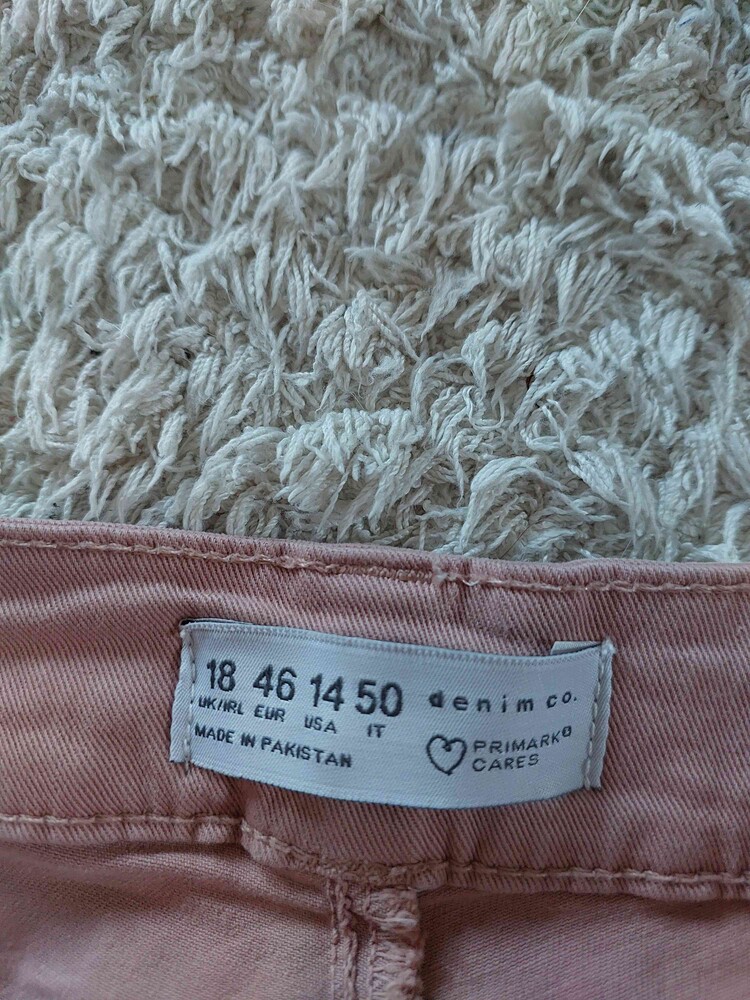 18 46 14 50
UK/IRL EUR USA IT
MADE IN PAKISTAN
denim co.
PRIMARK®
CARES